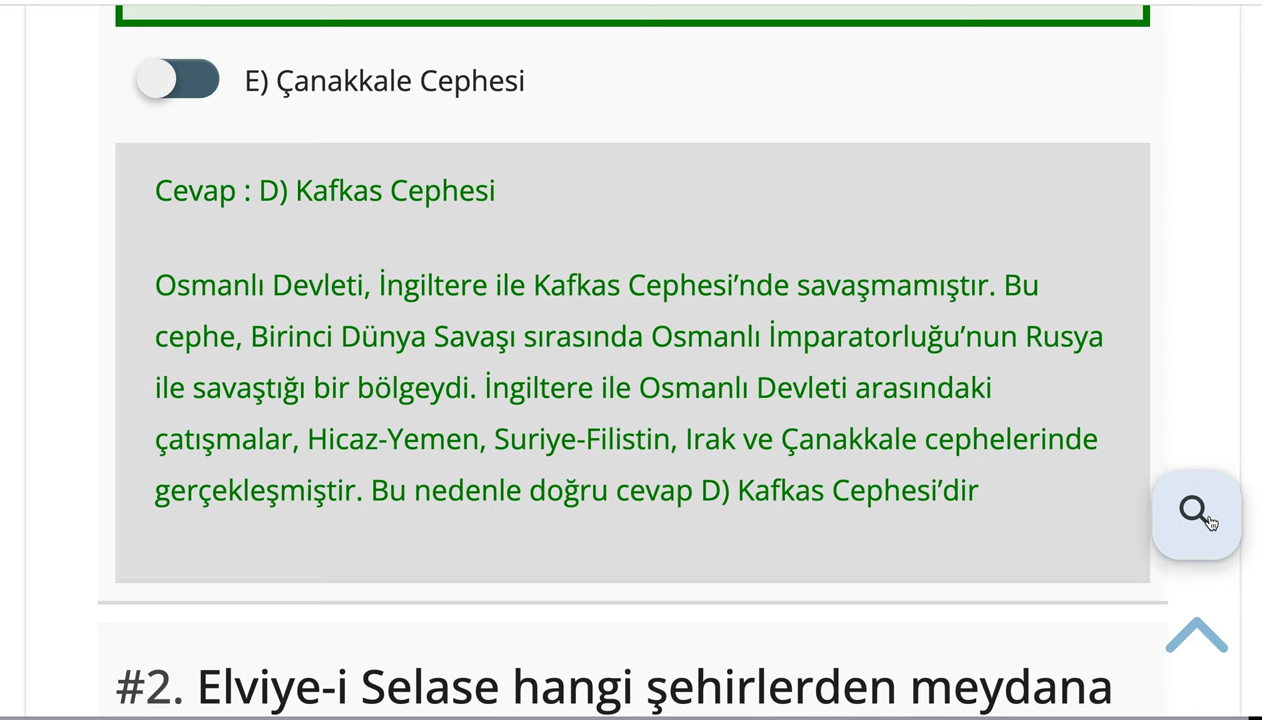 E) Çanakkale Cephesi
Cevap : D) Kafkas Cephesi
Osmanlı Devleti, İngiltere ile Kafkas Cephesi’nde savaşmamıştır. Bu
cephe, Birinci Dünya Savaşı sırasında Osmanlı İmparatorluğu’nun Rusya
ile savaştığı bir bölgeydi. İngiltere ile Osmanlı Devleti arasındaki
çatışmalar, Hicaz-Yemen, Suriye-Filistin, Irak ve Çanakkale cephelerinde
gerçekleşmiştir. Bu nedenle doğru cevap D) Kafkas Cephesi’dir
#2. Elviye-i Selase hangi şehirlerden meydana